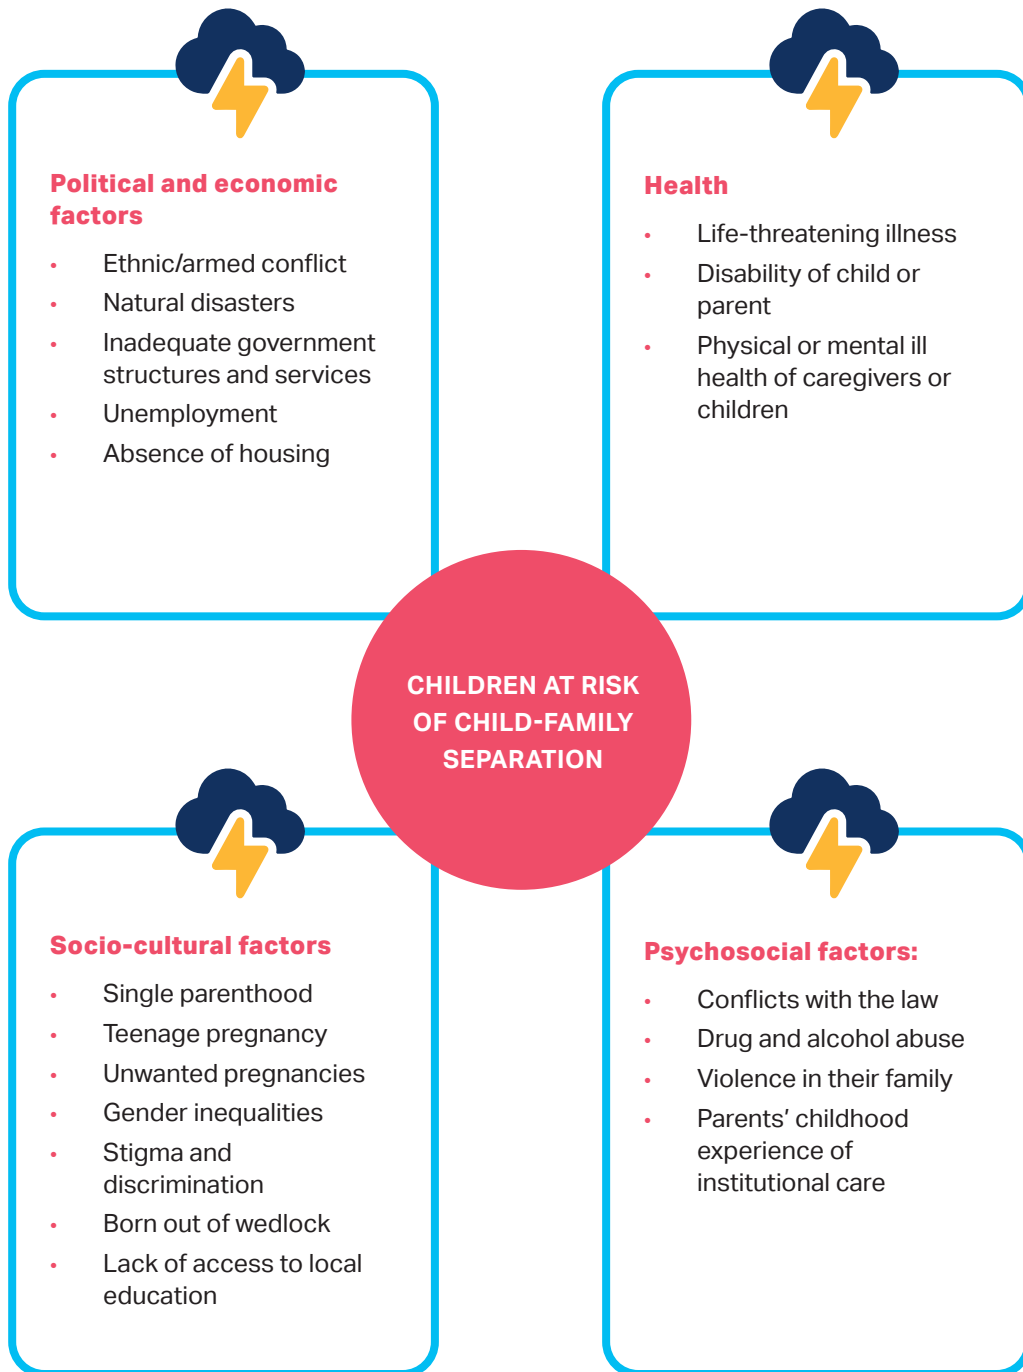 Political and economic
factors
• Ethnic/armed conflict
• Natural disasters
• Inadequate government
structures and services
• Unemployment
• Absence of housing
Health
• Life-threatening illness
• Disability of child or
parent
• Physical or mental ill
health of caregivers or
children
CHILDREN AT RISK
OF CHILD-FAMILY
SEPARATION
Socio-cultural factors
• Single parenthood
• Teenage pregnancy
• Unwanted pregnancies
• Gender inequalities
• Stigma and
discrimination
• Born out of wedlock
• Lack of access to local
education
Psychosocial factors:
• Conflicts with the law
• Drug and alcohol abuse
• Violence in their family
• Parents’ childhood
experience of
institutional care